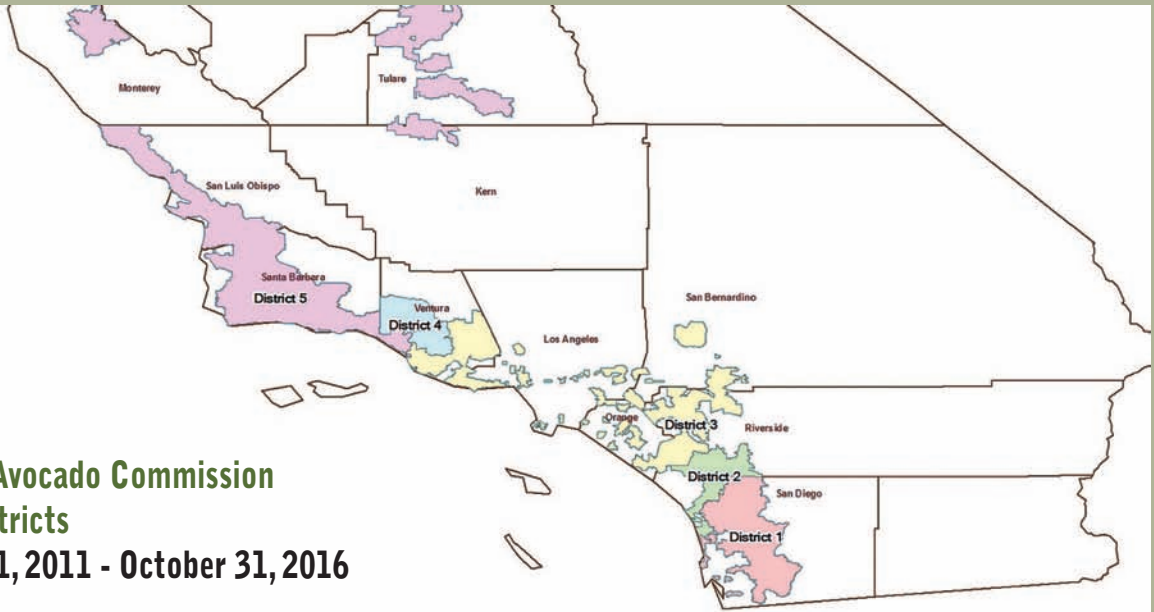 Monterey
Tulare
San Luis Obispo
Kern
Santa Barbara
District 5
San Bernardino
Ventura
District 4
Los Angeles
Orange
District 3
Riverside
District 2
San Diego
District 1
Avocado Commission
tricts
1, 2011 - October 31, 2016